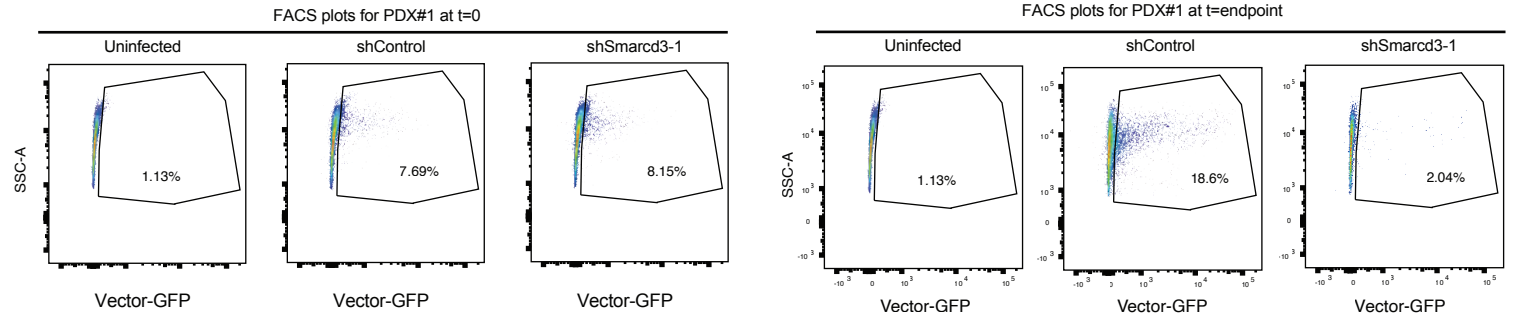 FACS plots for PDX#1 at t=0
Uninfected
shControl
shSmarcd3-1
SSC-A
1.13%
7.69%
8.15%
Vector-GFP
Vector-GFP
Vector-GFP
FACS plots for PDX#1 at t=endpoint
Uninfected
shControl
shSmarcd3-1
SSC-A
10 5
10 4
10 3
0
-10 3
1.13%
-10 3 0 10 3 10 4 10 5
Vector-GFP
10 5
10 4
10 3
0
-10 3
18.6%
-10 3 0 10 3 10 4 10 5
Vector-GFP
10 5
10 4
10 3
0
-10 3
2.04%
-10 3 0 10 3 10 4 10 5
Vector-GFP